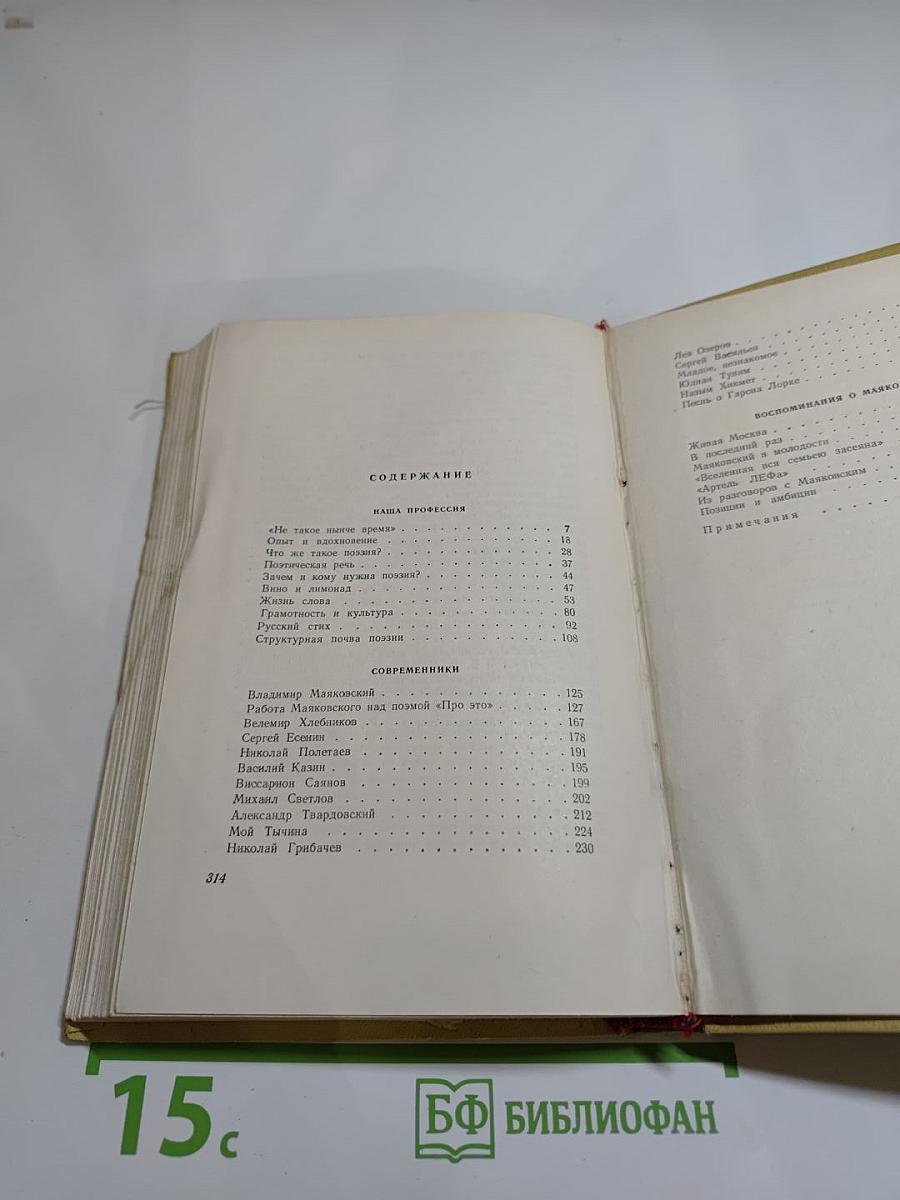 СОДЕРЖАНИЕ
НАША ПРОФЕССИЯ
«Не такое нынче время» . . . . . . . . . . . . 7
Опыт и вдохновение . . . . . . . . . . . . . 18
Что же такое поэзия? . . . . . . . . . . . . . 28
Поэтическая речь . . . . . . . . . . . . . . 37
Зачем и кому нужна поэзия? . . . . . . . . . . 44
Вино и лимонад . . . . . . . . . . . . . . 47
Жизнь слова . . . . . . . . . . . . . . . 53
Грамотность и культура . . . . . . . . . . . . 80
Русский стих . . . . . . . . . . . . . . . 92
Структурная почва поэзии . . . . . . . . . . . 108
СОВРЕМЕННИКИ
Владимир Маяковский . . . . . . . . . . . . . 125
Работа Маяковского над поэмой «Про это» . . . . . 127
Велемир Хлебников . . . . . . . . . . . . . . 167
Сергей Есенин . . . . . . . . . . . . . . . 178
Николай Полетаев . . . . . . . . . . . . . . 191
Василий Казин . . . . . . . . . . . . . . . 195
Виссарион Саянов . . . . . . . . . . . . . . 199
Михаил Светлов . . . . . . . . . . . . . . 202
Александр Твардовский . . . . . . . . . . . . 212
Мой Тычина . . . . . . . . . . . . . . . 224
Николай Грибачев . . . . . . . . . . . . . 230
314
Лев Озеров . . . . . . . . . .
Сергей Васильев . . . . . . . . .
Младое, незнакомое . . . . . . . .
Юлиан Тувим . . . . . . . . .
Назым Хикмет . . . . . . . . .
Песнь о Гарсиа Лорке . . . . . . .
ВОСПОМИНАНИЯ О МАЯКО
Живая Москва . . . . . . . . .
В последний раз . . . . . . . .
Маяковский в молодости . . . . . .
«Вселенная вся семьею засеяна»
«Артель ЛЕФа» . . . . . . . .
Из разговоров с Маяковским . . .
Позиции и амбиции . . . . . .
Примечания . . . . . .
15 с
БФ БИБЛИОФАН